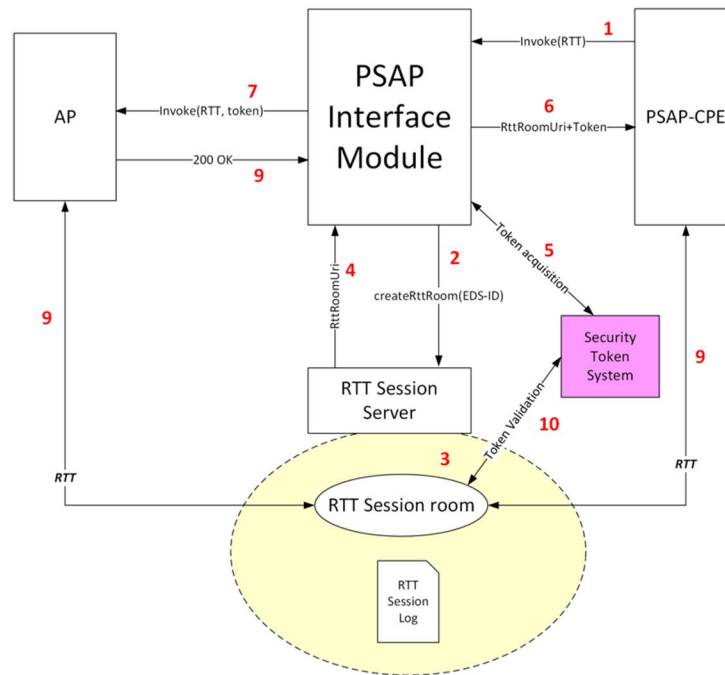 1
Invoke(RTT)
7
Invoke(RTT, token)
AP
PSAP
Interface
Module
6
RttRoomUri+Token
PSAP-CPE
200 OK
9
4
RttRoomUri
2
createRttRoom(EDS-ID)
Token acquisition
5
9
Security
Token
System
9
RTT Session
Server
Token Validation
10
3
RTT
RTT
RTT Session room
RTT
Session
Log